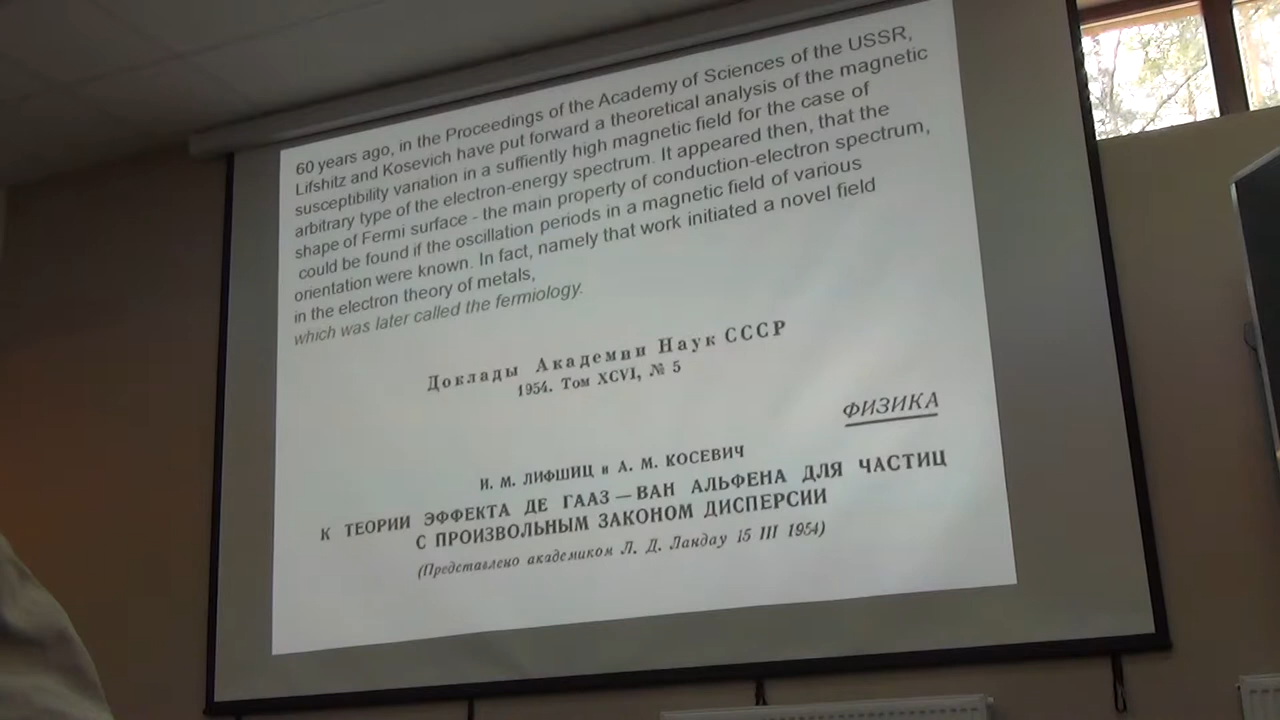 60 years ago, in the Proceedings of the Academy of Sciences of the USSR,
Lifshitz and Kosevich have put forward a theoretical analysis of the magnetic
susceptibility variation in a suffiently high magnetic field for the case of
arbitrary type of the electron-energy spectrum. It appeared then, that the
shape of Fermi surface - the main property of conduction-electron spectrum,
could be found if the oscillation periods in a magnetic field of various
orientation were known. In fact, namely that work initiated a novel field
in the electron theory of metals,
which was later called the fermiology.
Доклады Академии Наук СССР
1954. Том XCVI, № 5
ФИЗИКА
И. М. ЛИФШИЦ и А. М. КОСЕВИЧ
К ТЕОРИИ ЭФФЕКТА ДЕ ГААЗ — ВАН АЛЬФЕНА ДЛЯ ЧАСТИЦ
С ПРОИЗВОЛЬНЫМ ЗАКОНОМ ДИСПЕРСИИ
(Представлено академиком Л. Д. Ландау 15 III 1954)